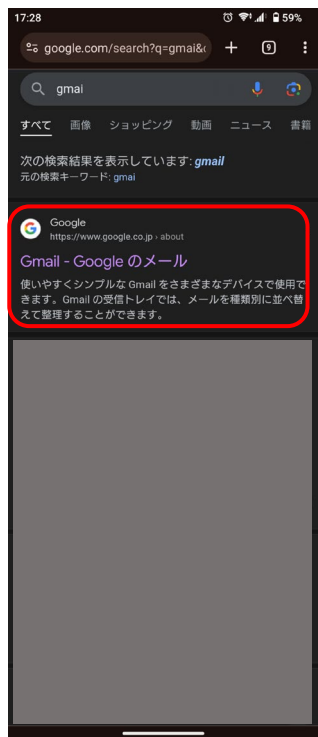 17:28
59%
google.com/search?q=gmai&
9
gmai
すべて 画像 ショッピング 動画 ニュース 書籍
次の検索結果を表示しています: gmail
元の検索キーワード: gmai
Google
https://www.google.co.jp › about
Gmail - Google のメール
使いやすくシンプルな Gmail をさまざまなデバイスで使用で
きます。Gmail の受信トレイでは、メールを種類別に並べ替
えて整理することができます。